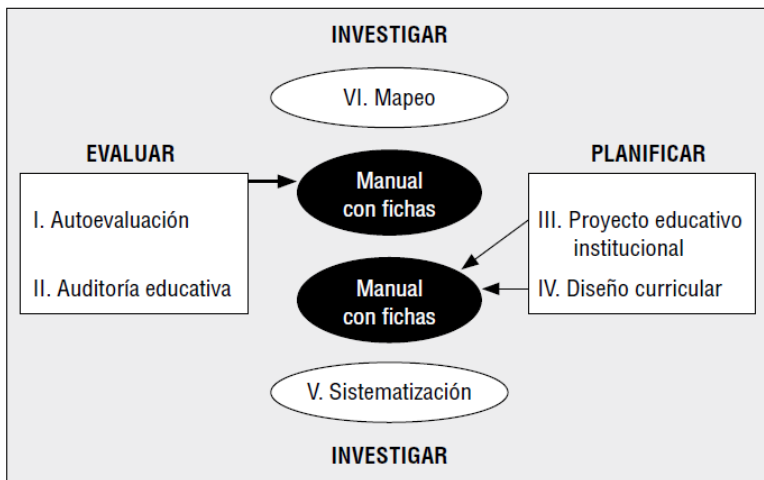 INVESTIGAR
VI. Mapeo
EVALUAR
I. Autoevaluación
II. Auditoría educativa
Manual
con fichas
Manual
con fichas
PLANIFICAR
III. Proyecto educativo
institucional
IV. Diseño curricular
V. Sistematización
INVESTIGAR